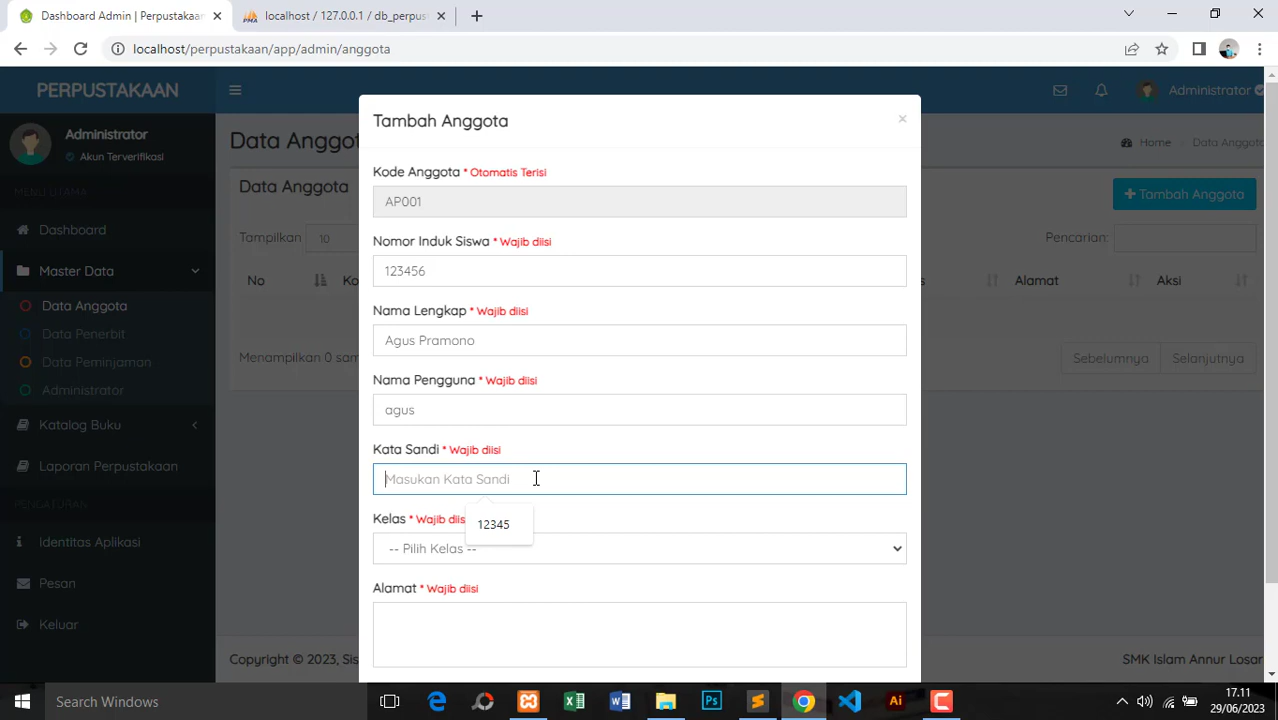 Dashboard Admin | Perpustakaa
localhost / 127.0.0.1 / db_perpus
localhost/perpustakaan/app/admin/anggota
PERPUSTAKAAN
Administrator
Administrator
Akun Terverifikasi
MENU UTAMA
Dashboard
Master Data
Data Anggota
Data Penerbit
Data Peminjaman
Administrator
Katalog Buku
Laporan Perpustakaan
PENGATURAN
Identitas Aplikasi
Pesan
Keluar
Data Anggot
Home Data Anggota
Data Anggota
+ Tambah Anggota
Tampilkan 10
Pencarian:
No Ko s Alamat Aksi
Menampilkan 0 sam
Sebelumnya Selanjutnya
Copyright © 2023, Sis
SMK Islam Annur Losar
Tambah Anggota ×
Kode Anggota * Otomatis Terisi
AP001
Nomor Induk Siswa * Wajib diisi
123456
Nama Lengkap * Wajib diisi
Agus Pramono
Nama Pengguna * Wajib diisi
agus
Kata Sandi * Wajib diisi
Masukan Kata Sandi
12345
Kelas * Wajib diis
-- Pilih Kelas --
Alamat * Wajib diisi
Search Windows
17.11
29/06/2023